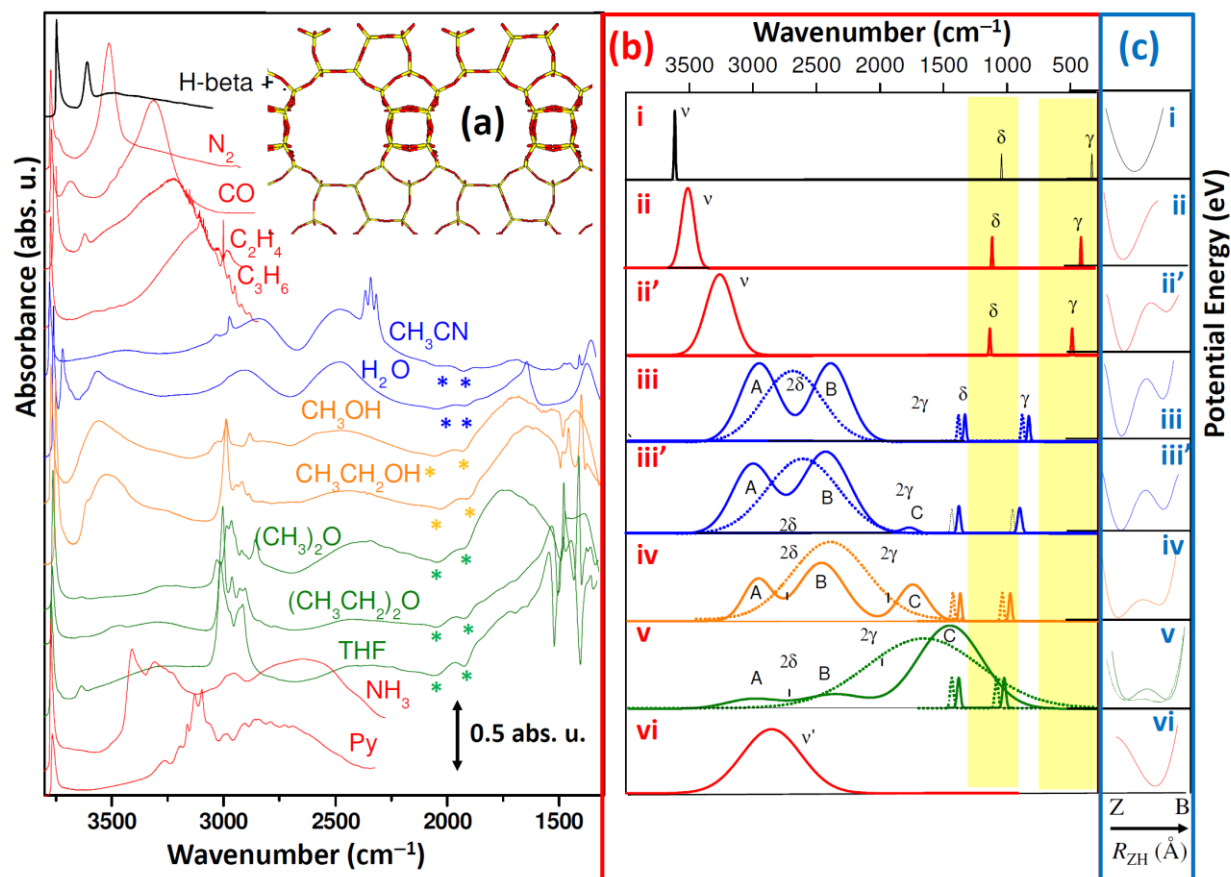 Absorbance (abs. u.)
H-beta +
(a)
N₂
CO
C₂H₄
C₃H₆
CH₃CN
H₂O
* *
* *
CH₃OH
* *
CH₃CH₂OH
* *
(CH₃)₂O
* *
(CH₃CH₂)₂O
* *
THF
* *
NH₃
Py
0.5 abs. u.
3500 3000 2500 2000 1500
Wavenumber (cm⁻¹)
(b)
Wavenumber (cm⁻¹)
3500 3000 2500 2000 1500 1000 500
i ν δ γ
ii ν δ γ
ii' ν δ γ
iii A 2δ B 2γ δ γ
iii' A B 2δ 2γ C
iv A 2δ B 2γ C
v A 2δ B 2γ C
vi ν'
(c)
i
ii
ii'
iii
iii'
iv
v
vi
Z B
R_ZH (Å)
Potential Energy (eV)